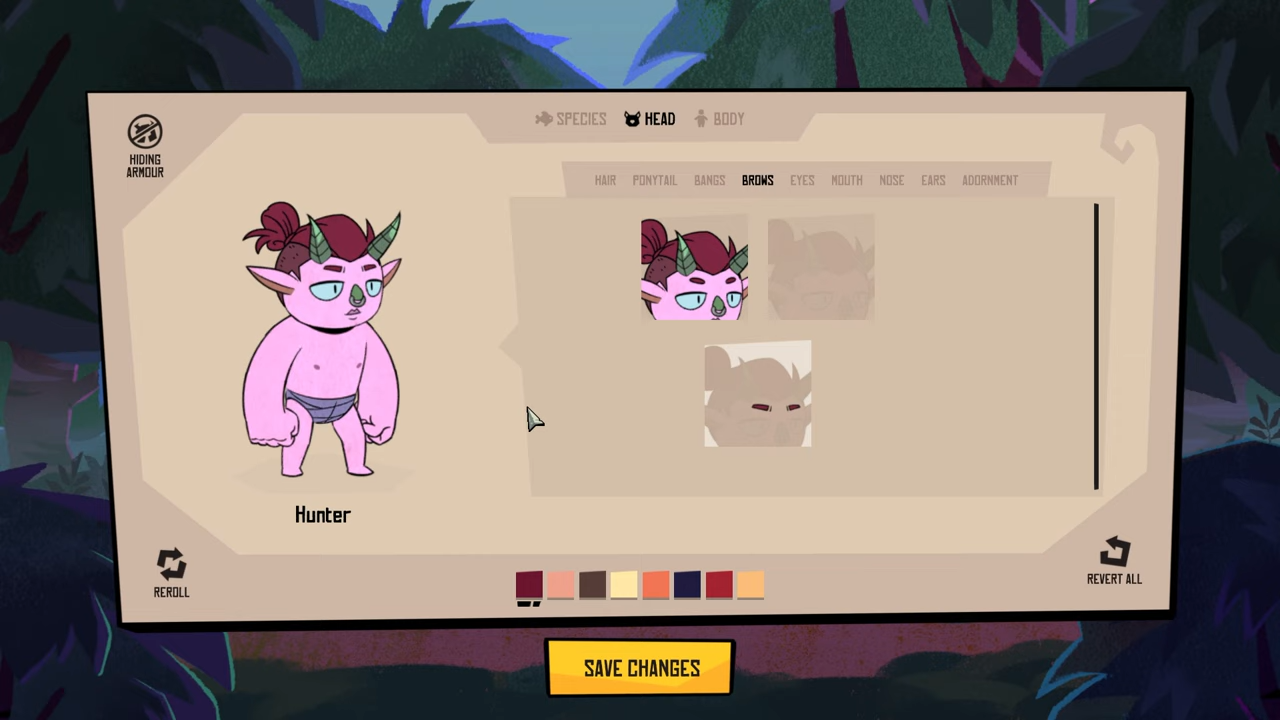 SPECIES HEAD BODY
HIDING
ARMOUR
HAIR PONYTAIL BANGS BROWS EYES MOUTH NOSE EARS ADORNMENT
Hunter
REROLL
REVERT ALL
SAVE CHANGES